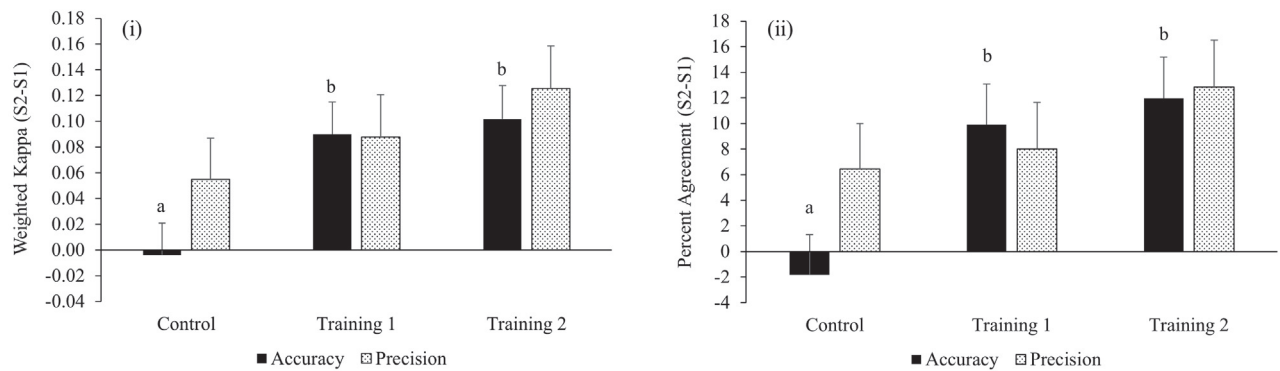 (i)
Weighted Kappa (S2-S1)
0.18
0.16
0.14
0.12
0.10
0.08
0.06
0.04
0.02
0.00
-0.02
-0.04
a
b
b
Control
Training 1
Training 2
Accuracy
Precision
(ii)
Percent Agreement (S2-S1)
18
16
14
12
10
8
6
4
2
0
-2
-4
a
b
b
Control
Training 1
Training 2
Accuracy
Precision